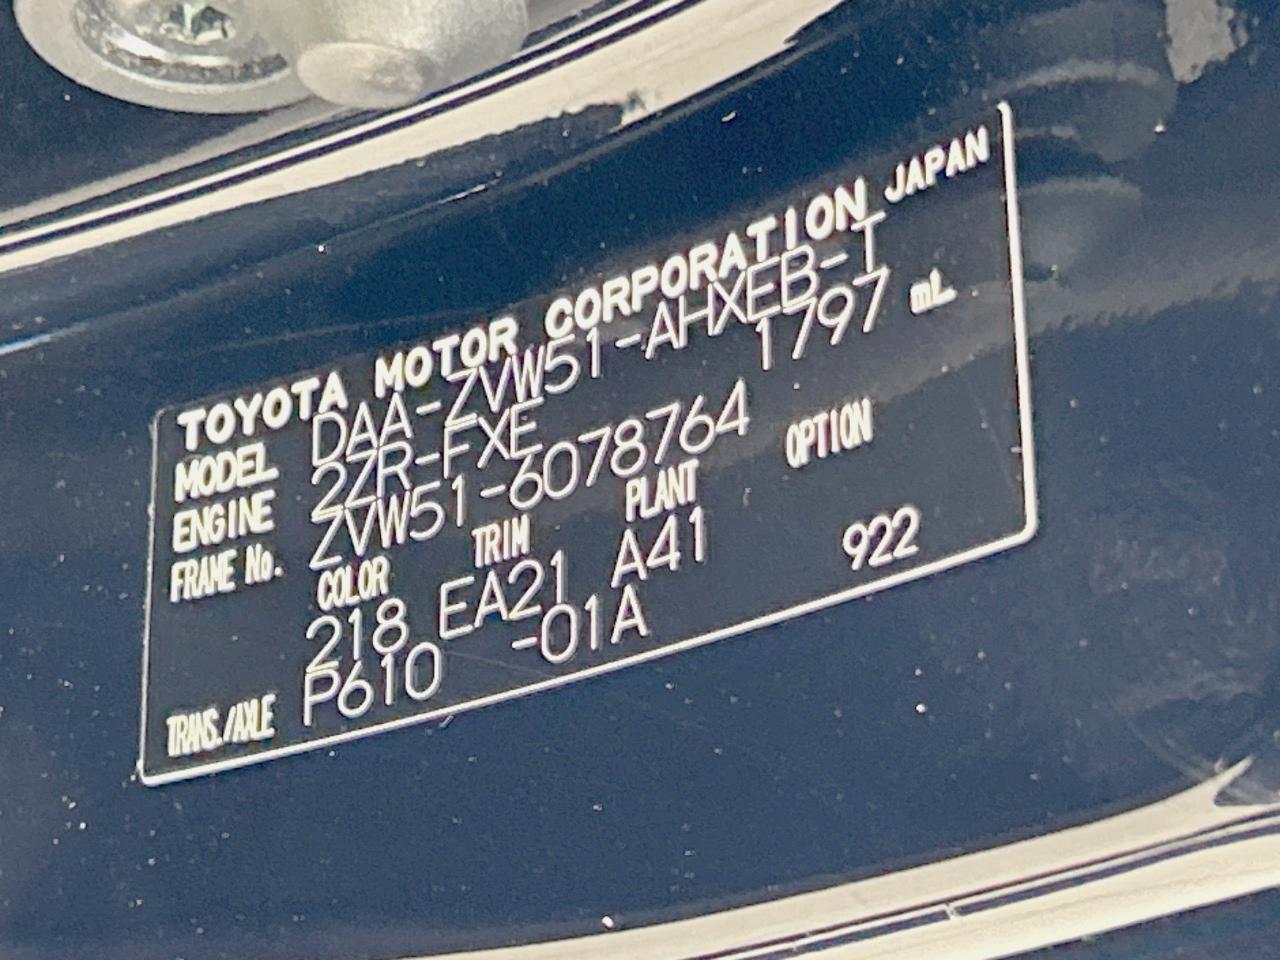 TOYOTA MOTOR CORPORATION JAPAN
MODEL DAA-ZVW51-AHXEB-T
ENGINE 2ZR-FXE 1797 mL
FRAME No. ZVW51-6078764
COLOR TRIM PLANT OPTION
218 EA21 A41 922
TRANS./AXLE P610 -01A